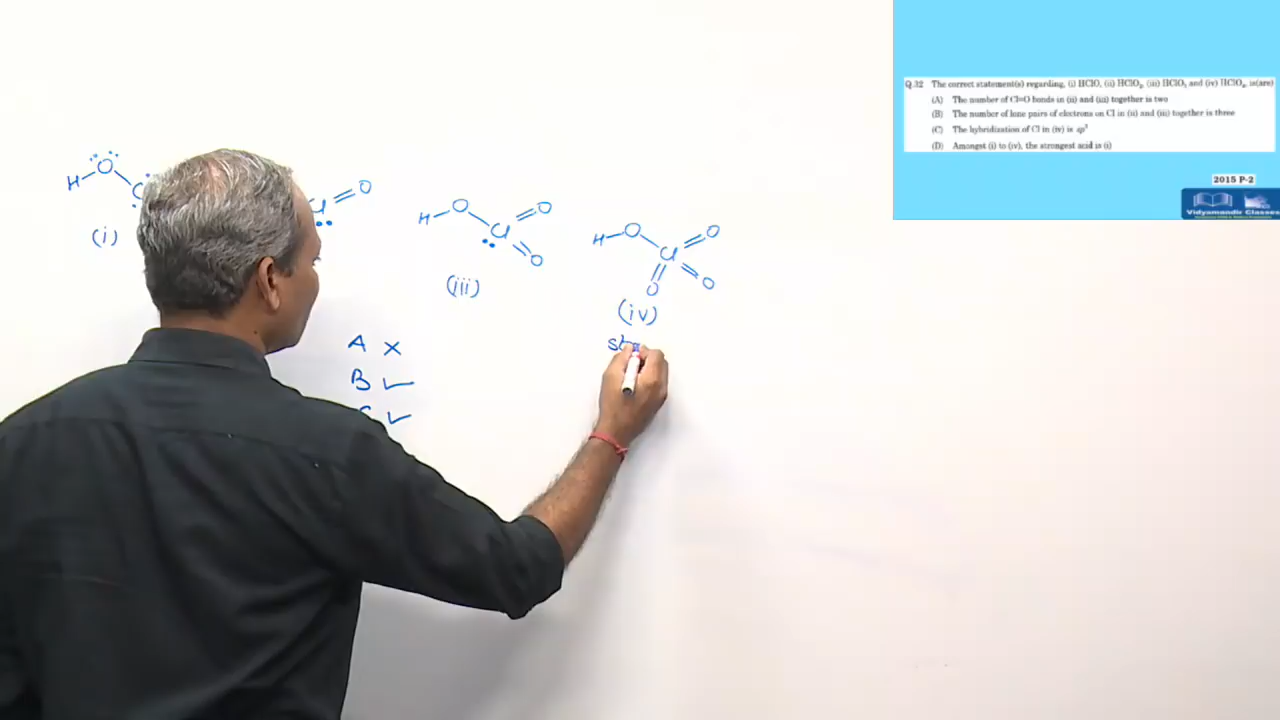 Q.32 The correct statement(s) regarding, (i) HClO, (ii) HClO₂, (iii) HClO₃ and (iv) HClO₄, is(are)
(A) The number of Cl=O bonds in (ii) and (iii) together is two
(B) The number of lone pairs of electrons on Cl in (ii) and (iii) together is three
(C) The hybridization of Cl in (iv) is sp³
(D) Amongst (i) to (iv), the strongest acid is (i)
2015 P-2
Vidyamandir Classes
H O
(i)
O
H O Cl O O
(iii)
H O Cl O O O
(iv)
A ×
B ✓
C ✓